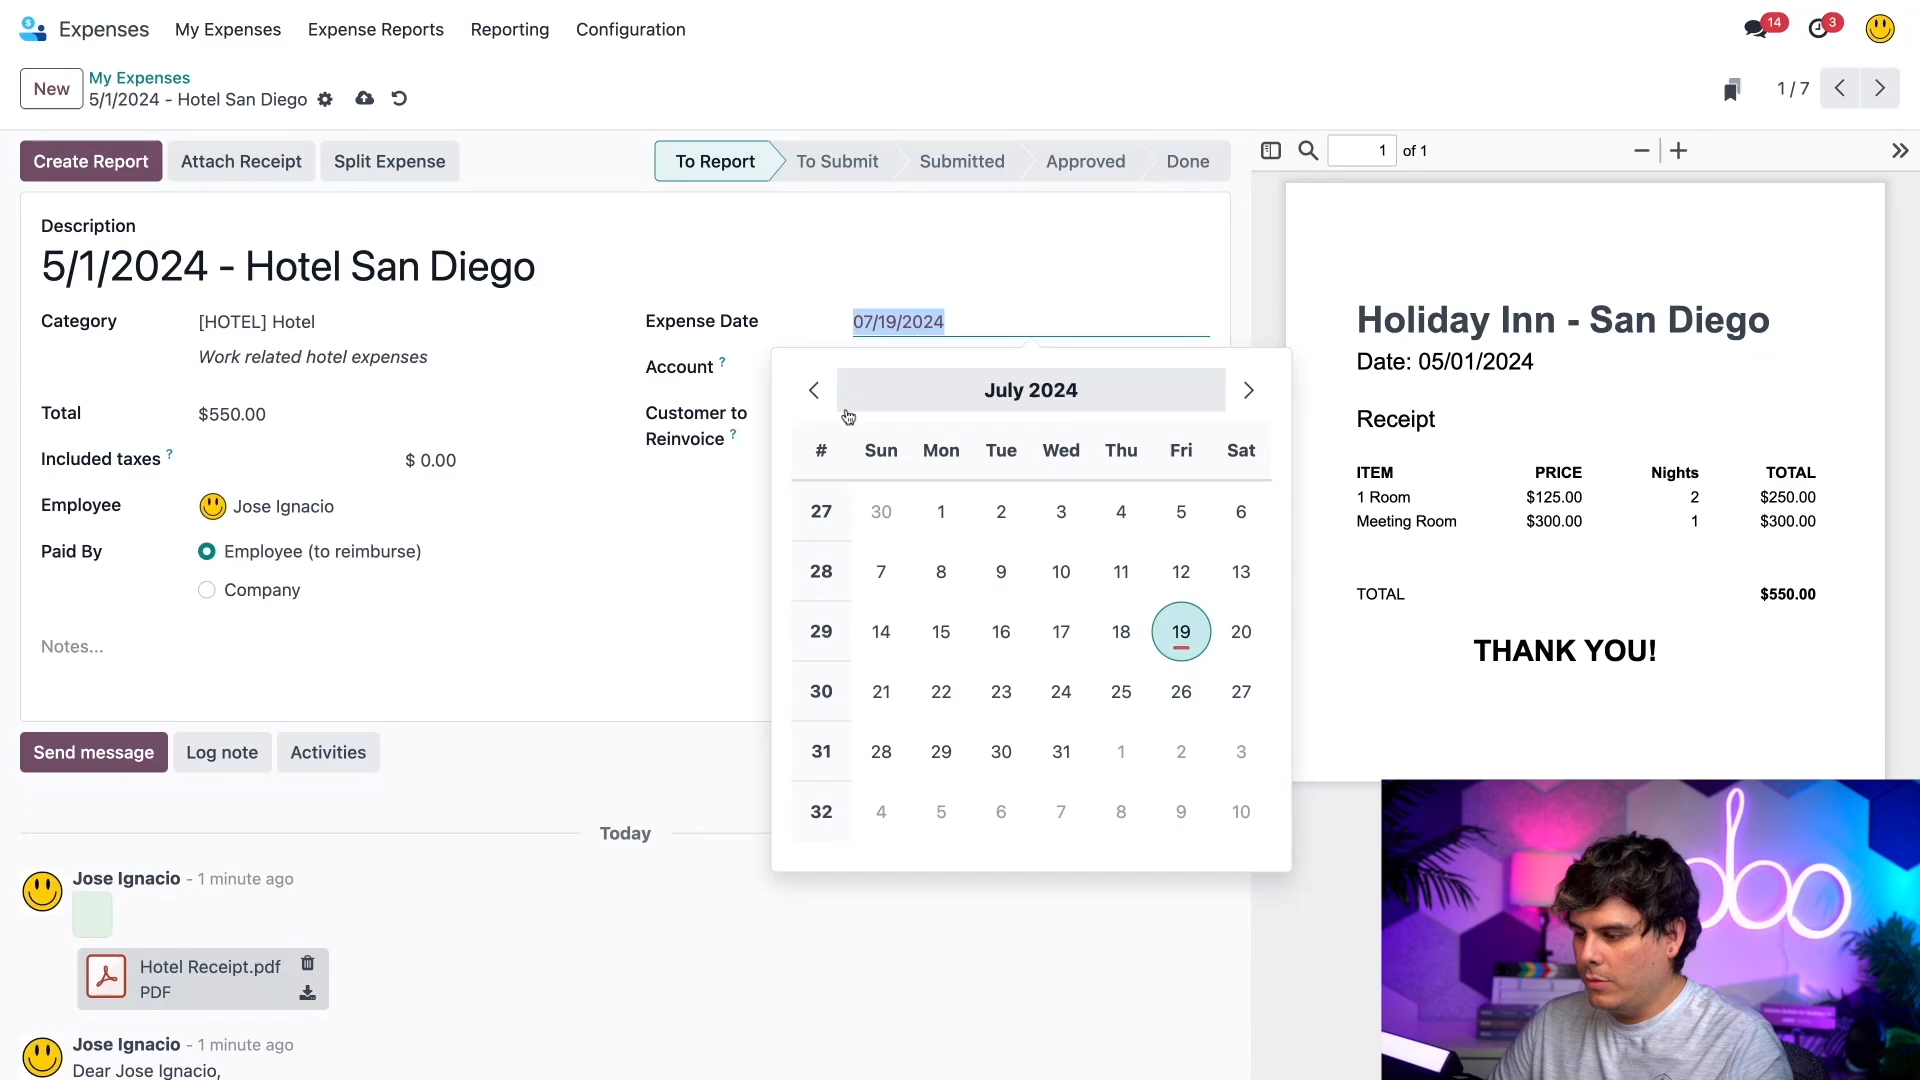 Expenses My Expenses Expense Reports Reporting Configuration 14 3
New My Expenses
5/1/2024 - Hotel San Diego 1 / 7
Create Report Attach Receipt Split Expense To Report To Submit Submitted Approved Done
1 of 1
Description
5/1/2024 - Hotel San Diego
Category [HOTEL] Hotel
Work related hotel expenses
Total $550.00
Included taxes ? $ 0.00
Employee Jose Ignacio
Paid By Employee (to reimburse)
Company
Notes...
Expense Date 07/19/2024
Account ?
Customer to
Reinvoice ?
July 2024
# Sun Mon Tue Wed Thu Fri Sat
27 30 1 2 3 4 5 6
28 7 8 9 10 11 12 13
29 14 15 16 17 18 19 20
30 21 22 23 24 25 26 27
31 28 29 30 31 1 2 3
32 4 5 6 7 8 9 10
Holiday Inn - San Diego
Date: 05/01/2024
Receipt
ITEM PRICE Nights TOTAL
1 Room $125.00 2 $250.00
Meeting Room $300.00 1 $300.00
TOTAL $550.00
THANK YOU!
Send message Log note Activities
Today
Jose Ignacio - 1 minute ago
Hotel Receipt.pdf
PDF
Jose Ignacio - 1 minute ago
Dear Jose Ignacio,